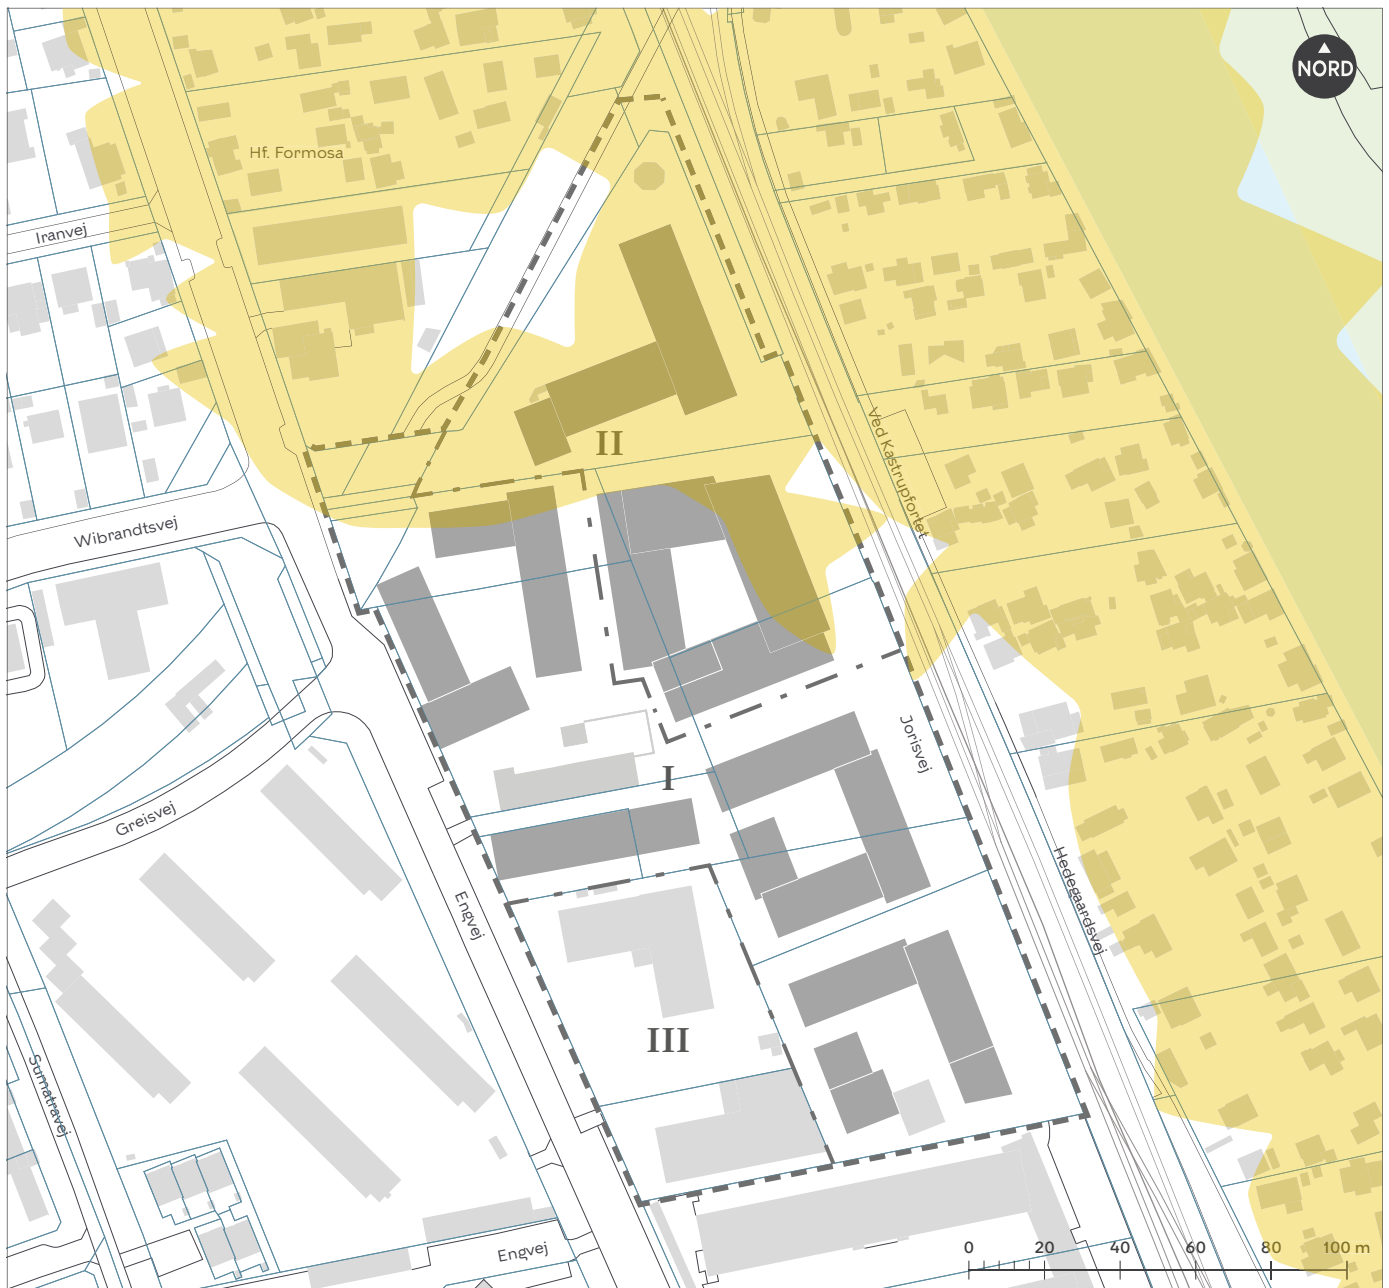 NORD
Hf. Formosa
Iranvej
II
Ved Kastrupfortet
Wibrandtsvej
Jorisvej
I
Greisvej
Engvej
Hedegaardsvej
III
Sumatravej
Engvej
0 20 40 60 80 100 m